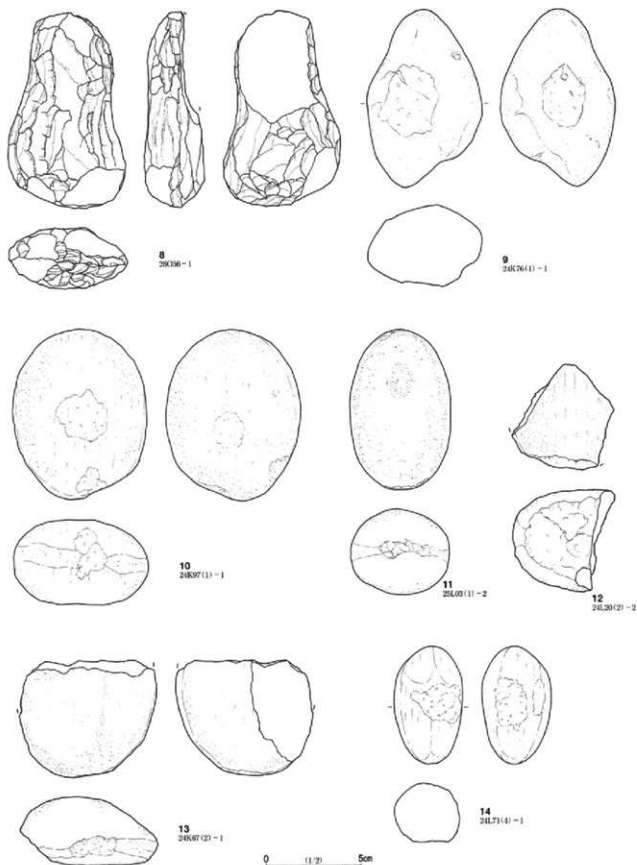 8
26O56-1
9
24K76(1)-1
10
24K97(1)-1
11
25L03(1)-2
12
24L20(2)-2
13
24K67(2)-1
14
24L71(4)-1
0 (1/2) 5cm